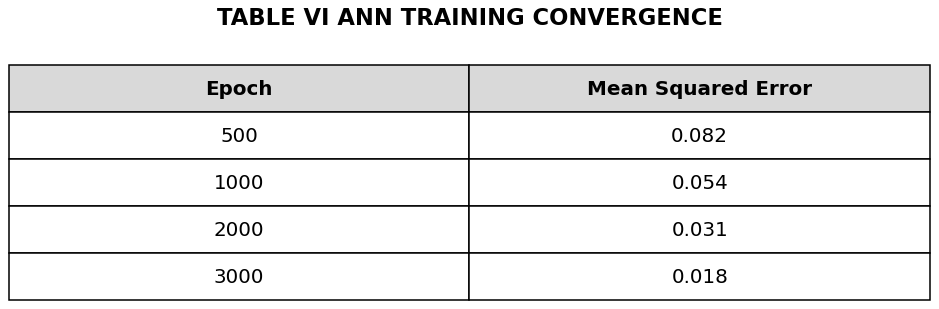 TABLE VI ANN TRAINING CONVERGENCE
Epoch Mean Squared Error
500 0.082
1000 0.054
2000 0.031
3000 0.018